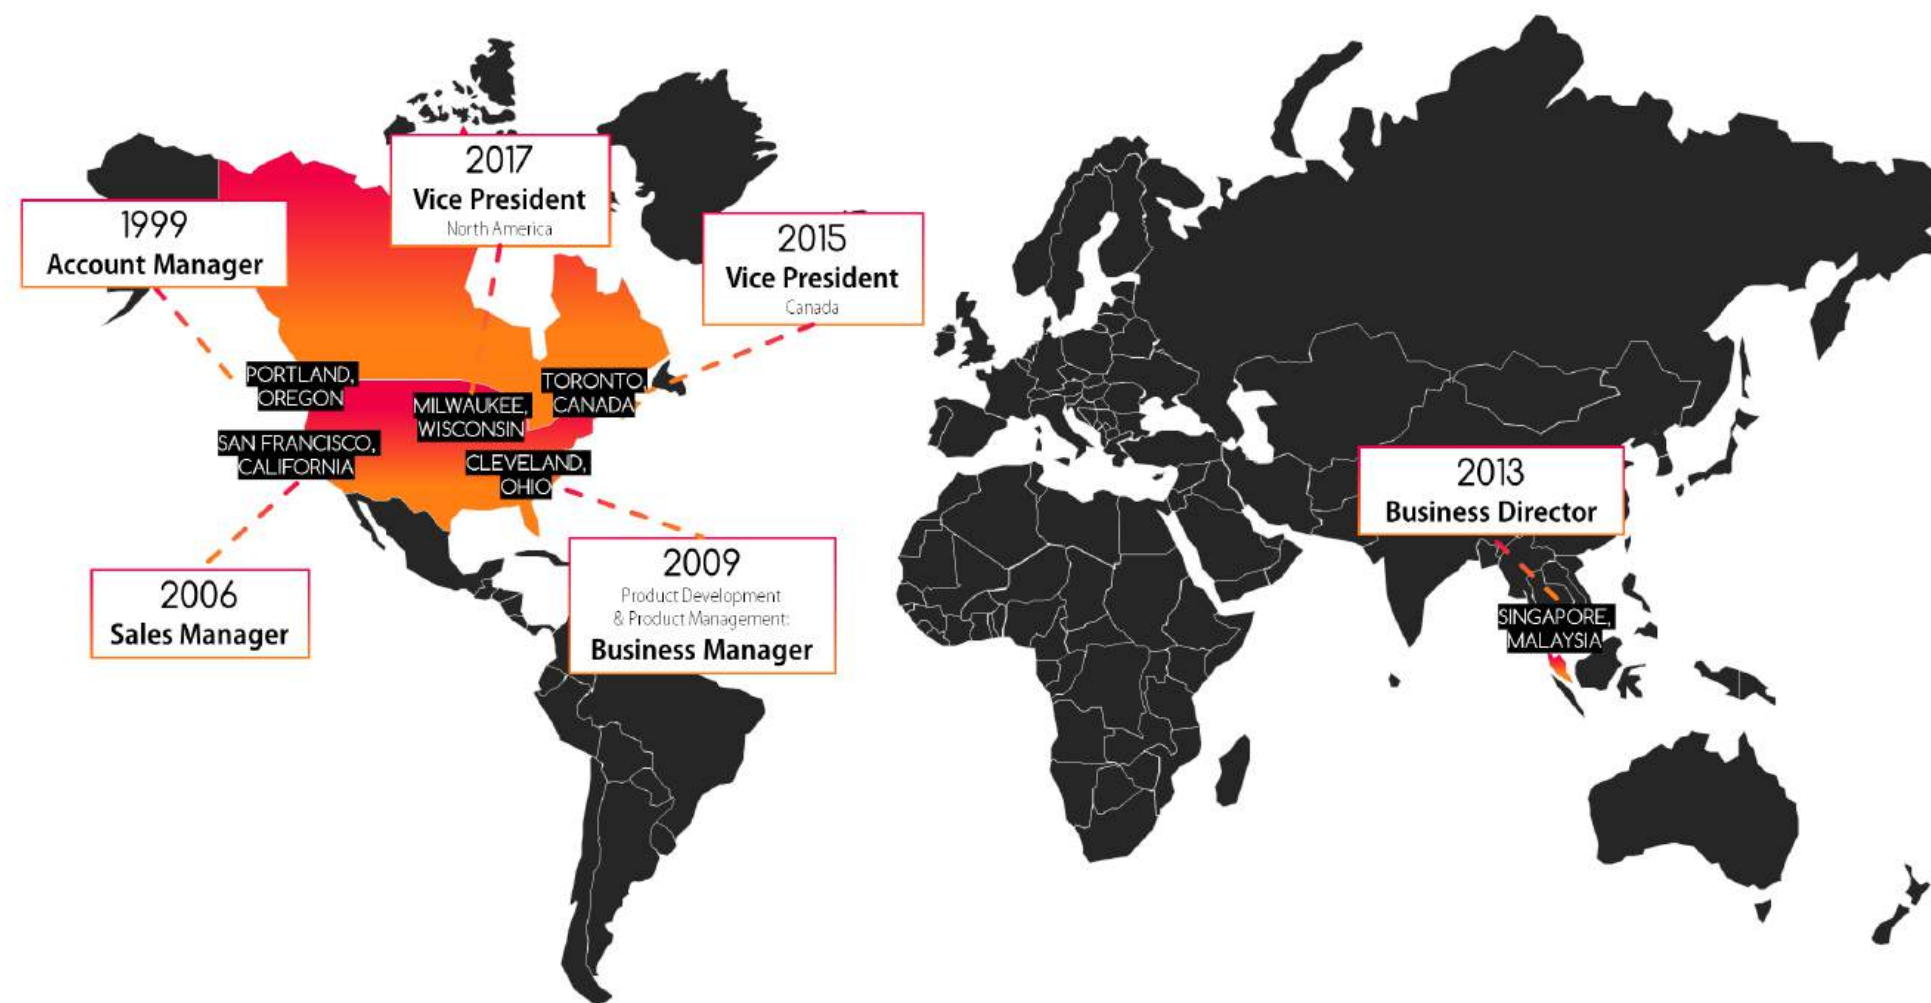 2017
Vice President
North America
1999
Account Manager
2015
Vice President
Canada
PORTLAND,
OREGON
MILWAUKEE,
WISCONSIN
TORONTO,
CANADA
SAN FRANCISCO,
CALIFORNIA
CLEVELAND,
OHIO
2013
Business Director
2006
Sales Manager
2009
Product Development
& Product Management:
Business Manager
SINGAPORE,
MALAYSIA